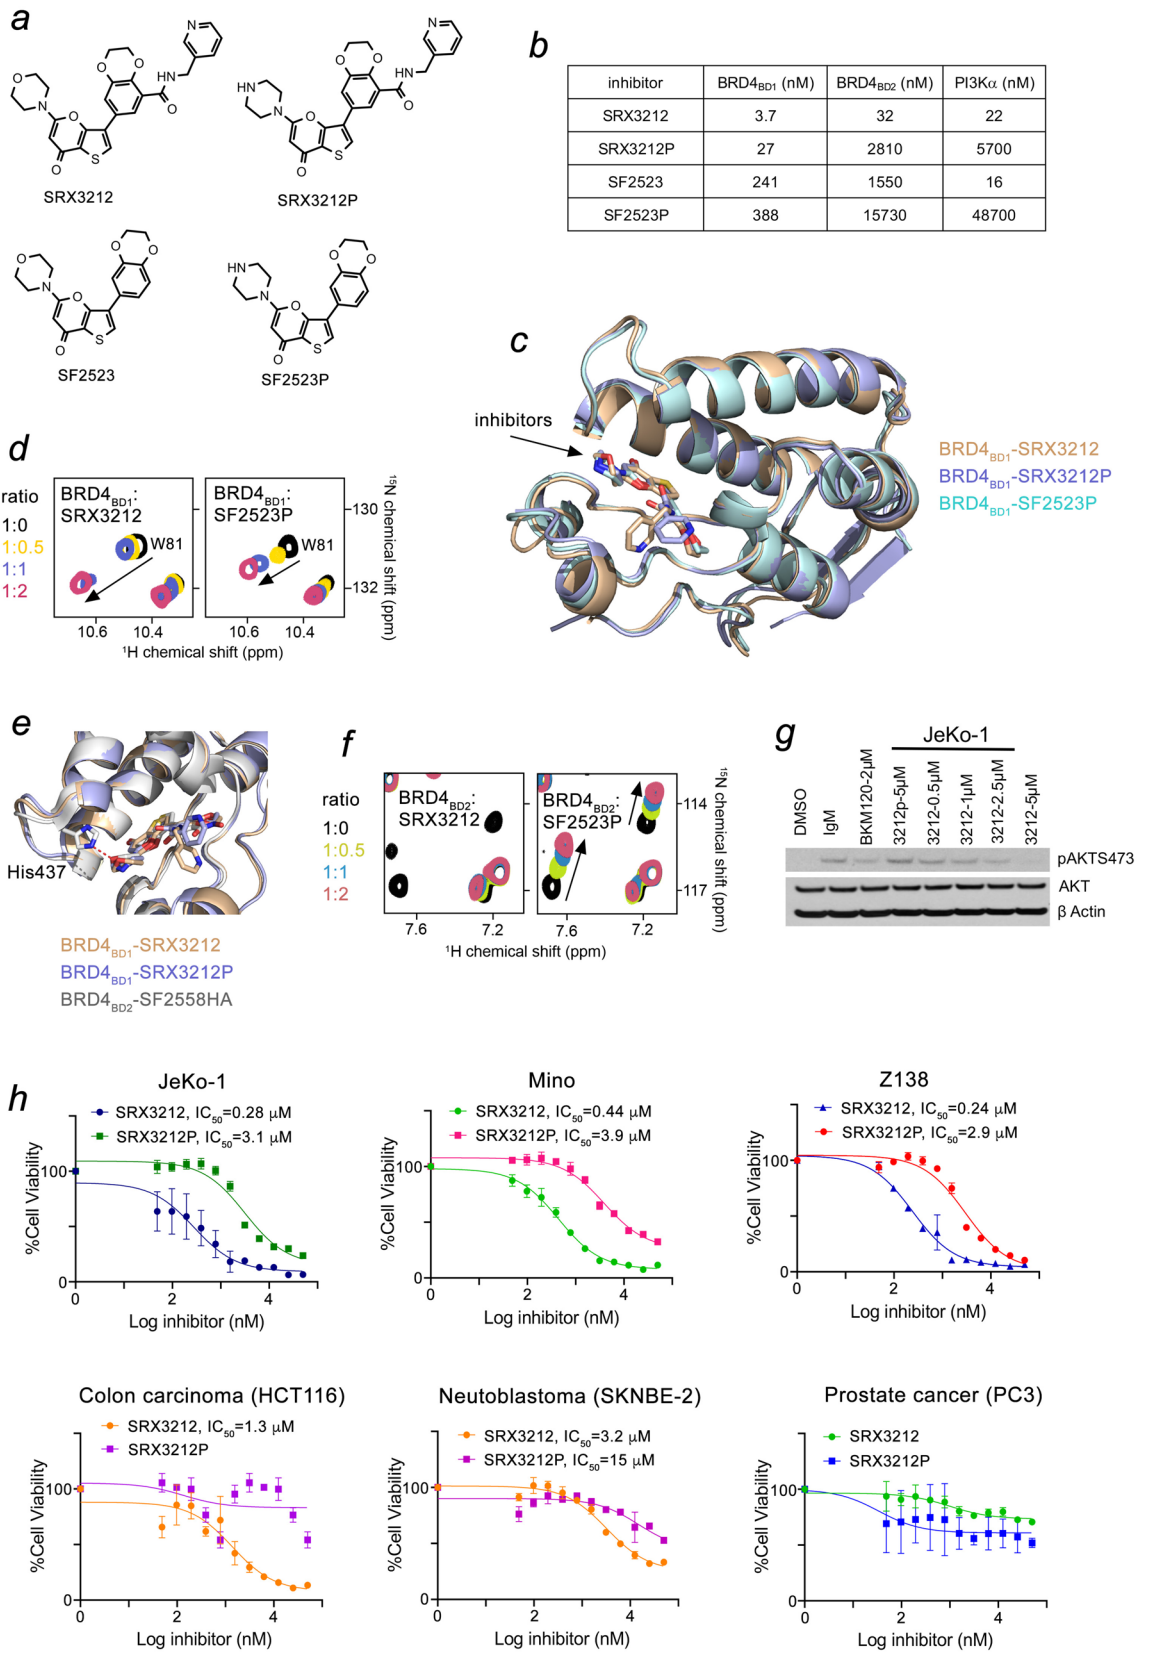 a
O
O
O
N
HN
O
O
N
O
S
O
SRX3212
O
O
N
HN
O
HN
N
O
S
O
SRX3212P
O
O
O
N
O
S
O
SF2523
O
O
HN
N
O
S
O
SF2523P
b
inhibitor BRD4BD1 (nM) BRD4BD2 (nM) PI3Kα (nM)
SRX3212 3.7 32 22
SRX3212P 27 2810 5700
SF2523 241 1550 16
SF2523P 388 15730 48700
c
inhibitors
BRD4BD1-SRX3212
BRD4BD1-SRX3212P
BRD4BD1-SF2523P
d
ratio
1:0
1:0.5
1:1
1:2
BRD4BD1:
SRX3212
W81
BRD4BD1:
SF2523P
W81
130
132
15N chemical shift (ppm)
10.6 10.4 10.6 10.4
1H chemical shift (ppm)
e
His437
BRD4BD1-SRX3212
BRD4BD1-SRX3212P
BRD4BD2-SF2558HA
f
ratio
1:0
1:0.5
1:1
1:2
BRD4BD2:
SRX3212
BRD4BD2:
SF2523P
114
117
15N chemical shift (ppm)
7.6 7.2 7.6 7.2
1H chemical shift (ppm)
g
JeKo-1
DMSO
IgM
BKM120-2μM
3212p-5μM
3212-0.5μM
3212-1μM
3212-2.5μM
3212-5μM
pAKTS473
AKT
β Actin
h
JeKo-1
SRX3212, IC50=0.28 μM
SRX3212P, IC50=3.1 μM
%Cell Viability
100
0
0 2 4
Log inhibitor (nM)
Mino
SRX3212, IC50=0.44 μM
SRX3212P, IC50=3.9 μM
%Cell Viability
100
0
0 2 4
Log inhibitor (nM)
Z138
SRX3212, IC50=0.24 μM
SRX3212P, IC50=2.9 μM
%Cell Viability
100
0
0 2 4
Log inhibitor (nM)
Colon carcinoma (HCT116)
SRX3212, IC50=1.3 μM
SRX3212P
%Cell Viability
100
0
0 2 4
Log inhibitor (nM)
Neutoblastoma (SKNBE-2)
SRX3212, IC50=3.2 μM
SRX3212P, IC50=15 μM
%Cell Viability
100
0
0 2 4
Log inhibitor (nM)
Prostate cancer (PC3)
SRX3212
SRX3212P
%Cell Viability
100
0
0 2 4
Log inhibitor (nM)